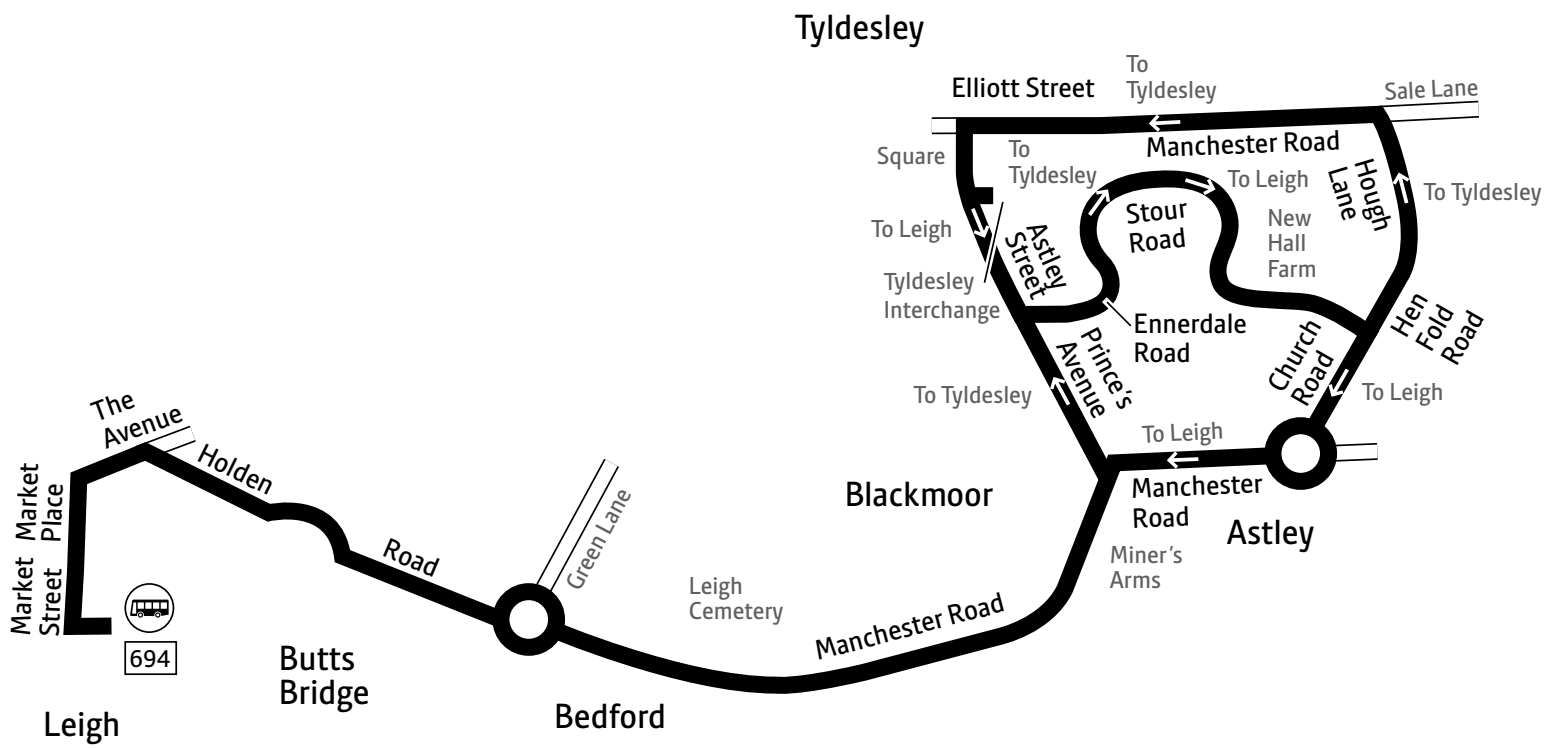 Tyldesley
Elliott Street
To
Tyldesley
Sale Lane
Square
To
Tyldesley
Manchester Road
To Leigh
Hough
Lane
To Tyldesley
To Leigh
Astley
Street
Stour
Road
New
Hall
Farm
Tyldesley
Interchange
Ennerdale
Road
Hen
Fold
Road
Prince's
Avenue
Church
Road
To Tyldesley
To Leigh
To Leigh
The
Avenue
Holden
Market
Place
Market
Street
694
Leigh
Road
Butts
Bridge
Green Lane
Bedford
Leigh
Cemetery
Manchester Road
Blackmoor
Manchester
Road
Astley
Miner's
Arms